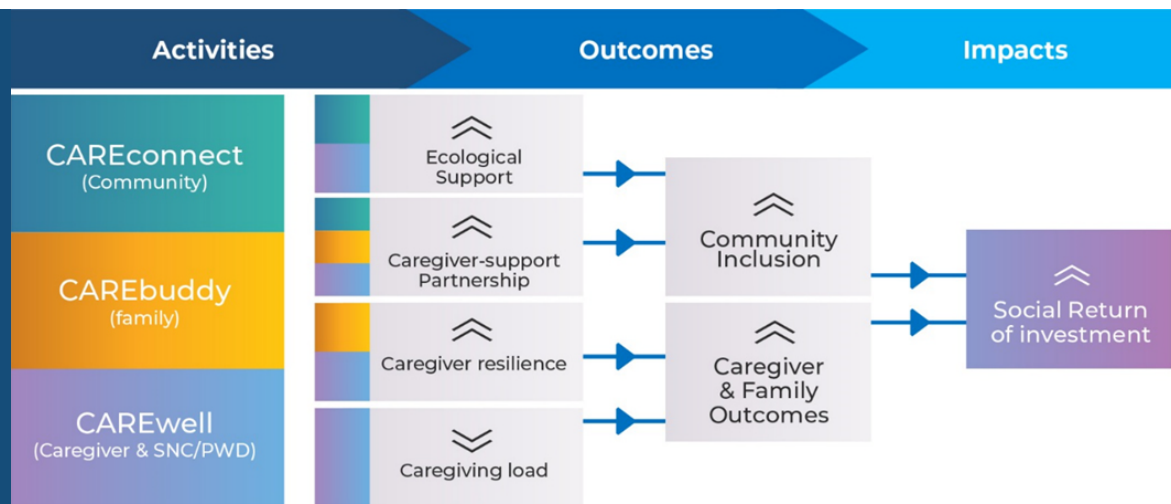 Activities
Outcomes
Impacts
CAREconnect
(Community)
CAREbuddy
(family)
CAREwell
(Caregiver & SNC/PWD)
Ecological
Support
Caregiver-support
Partnership
Caregiver resilience
Caregiving load
Community
Inclusion
Caregiver
& Family
Outcomes
Social Return
of investment